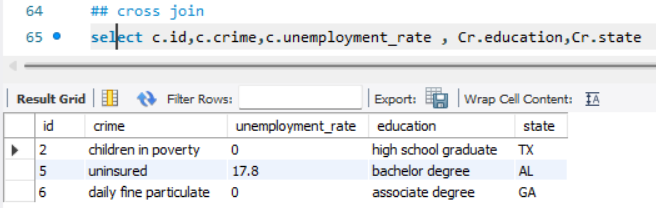 64 ## cross join
65 select c.id,c.crime,c.unemployment_rate , Cr.education,Cr.state
Result Grid Filter Rows: Export: Wrap Cell Content: IA
id crime unemployment_rate education state
2 children in poverty 0 high school graduate TX
5 uninsured 17.8 bachelor degree AL
6 daily fine particulate 0 associate degree GA